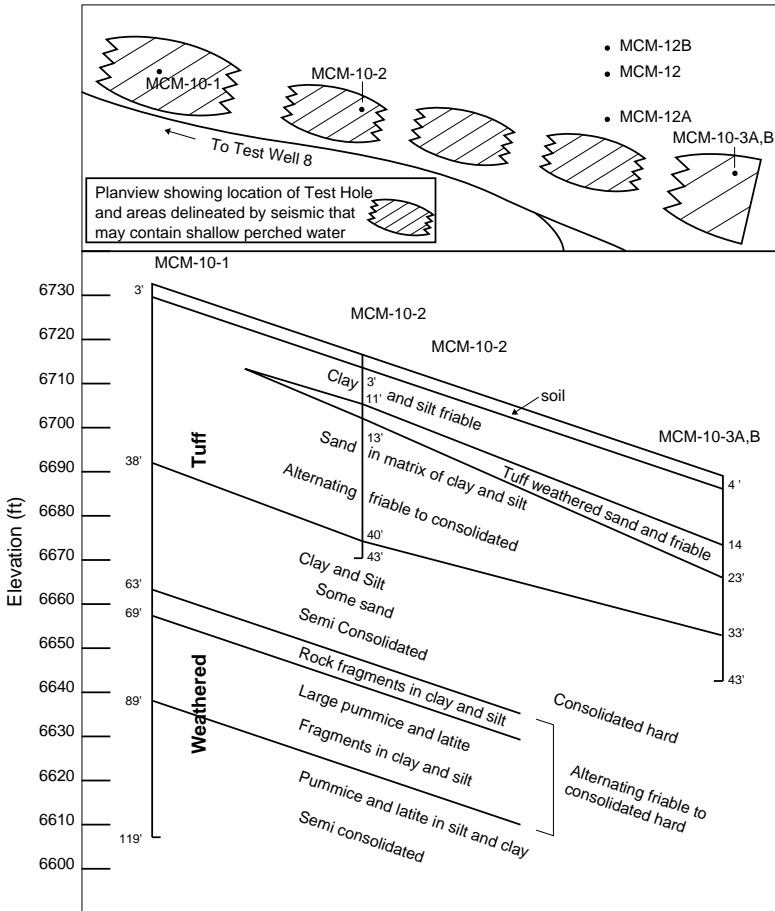 MCM-12B
MCM-12
MCM-10-2
MCM-10-1
MCM-12A
MCM-10-3A,B
To Test Well 8
Planview showing location of Test Hole
and areas delineated by seismic that
may contain shallow perched water
MCM-10-1
MCM-10-2
MCM-10-2
MCM-10-3A,B
Elevation (ft)
6730
6720
6710
6700
6690
6680
6670
6660
6650
6640
6630
6620
6610
6600
3'
38'
63'
69'
89'
119'
Tuff
Weathered
3'
11'
13'
40'
43'
4 '
14
23'
33'
43'
soil
Clay and silt friable
Tuff weathered sand and friable
Sand in matrix of clay and silt
Alternating friable to consolidated
Clay and Silt
Some sand
Semi Consolidated
Rock fragments in clay and silt
Large pummice and latite
Fragments in clay and silt
Pummice and latite in silt and clay
Semi consolidated
Consolidated hard
Alternating friable to
consolidated hard